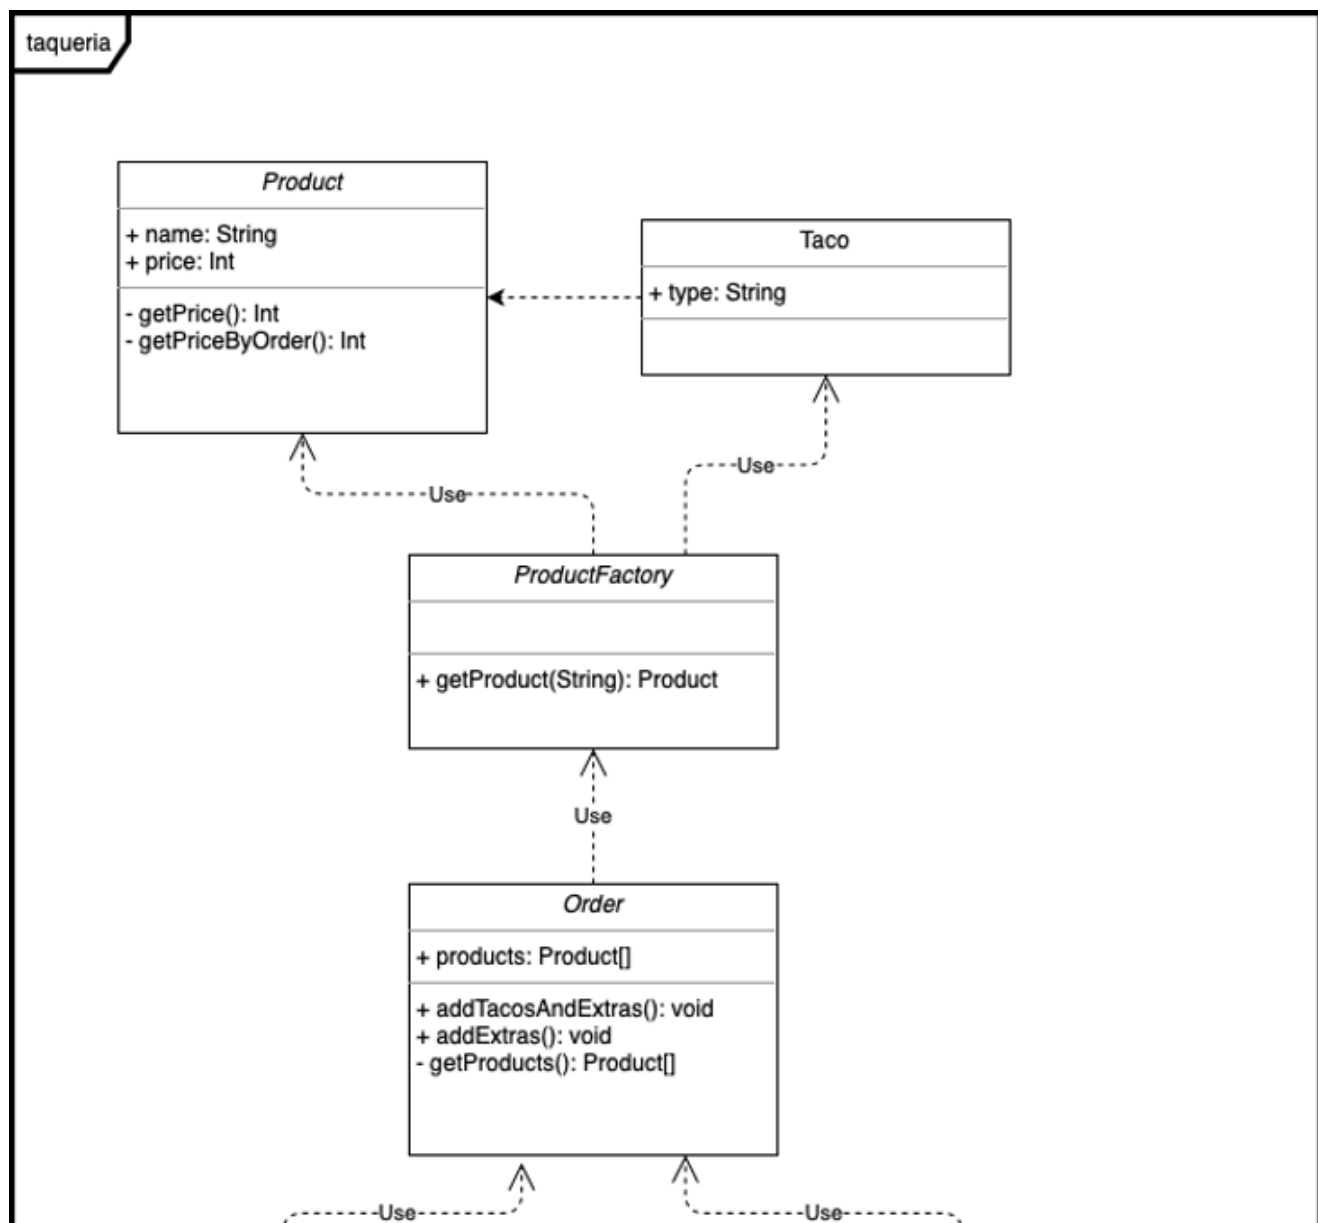 taqueria
Product
+ name: String
+ price: Int
- getPrice(): Int
- getPriceByOrder(): Int
Taco
+ type: String
Use
Use
ProductFactory
+ getProduct(String): Product
Use
Order
+ products: Product[]
+ addTacosAndExtras(): void
+ addExtras(): void
- getProducts(): Product[]
Use
Use